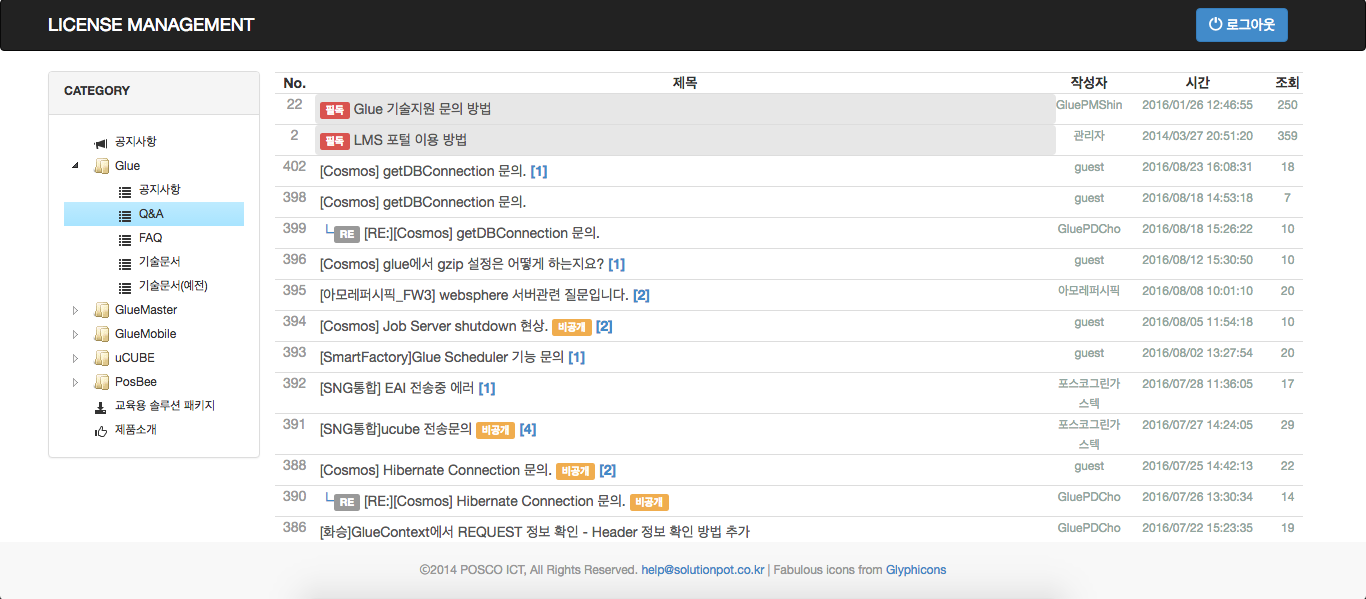 LICENSE MANAGEMENT
로그아웃
CATEGORY
공지사항
Glue
공지사항
Q&A
FAQ
기술문서
기술문서(예전)
GlueMaster
GlueMobile
uCUBE
PosBee
교육용 솔루션 패키지
제품소개
No. 제목 작성자 시간 조회
22 필독 Glue 기술지원 문의 방법 GluePMShin 2016/01/26 12:46:55 250
2 필독 LMS 포털 이용 방법 관리자 2014/03/27 20:51:20 359
402 [Cosmos] getDBConnection 문의. [1] guest 2016/08/23 16:08:31 18
398 [Cosmos] getDBConnection 문의. guest 2016/08/18 14:53:18 7
399 RE [RE:][Cosmos] getDBConnection 문의. GluePDCho 2016/08/18 15:26:22 10
396 [Cosmos] glue에서 gzip 설정은 어떻게 하는지요? [1] guest 2016/08/12 15:30:50 10
395 [아모레퍼시픽_FW3] websphere 서버관련 질문입니다. [2] 아모레퍼시픽 2016/08/08 10:01:10 20
394 [Cosmos] Job Server shutdown 현상. 비공개 [2] guest 2016/08/05 11:54:18 10
393 [SmartFactory]Glue Scheduler 기능 문의 [1] guest 2016/08/02 13:27:54 20
392 [SNG통합] EAI 전송중 에러 [1] 포스코그린가 2016/07/28 11:36:05 17
스텍
391 [SNG통합]ucube 전송문의 비공개 [4] 포스코그린가 2016/07/27 14:24:05 29
스텍
388 [Cosmos] Hibernate Connection 문의. 비공개 [2] guest 2016/07/25 14:42:13 22
390 RE [RE:][Cosmos] Hibernate Connection 문의. 비공개 GluePDCho 2016/07/26 13:30:34 14
386 [화승]GlueContext에서 REQUEST 정보 확인 - Header 정보 확인 방법 추가 GluePDCho 2016/07/22 15:23:35 19
©2014 POSCO ICT, All Rights Reserved. help@solutionpot.co.kr | Fabulous icons from Glyphicons